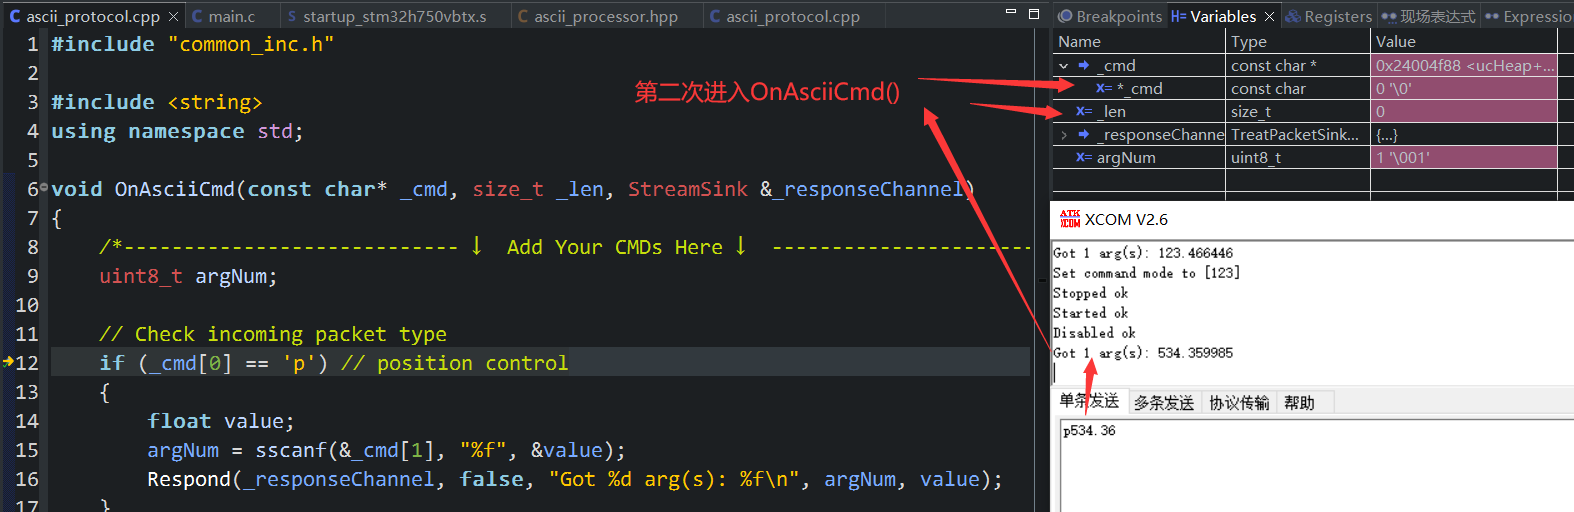 ascii_protocol.cpp main.c startup_stm32h750vbtx.s ascii_processor.hpp ascii_protocol.cpp
1 #include "common_inc.h"
2
3 #include <string>
4 using namespace std;
5
6 void OnAsciiCmd(const char* _cmd, size_t _len, StreamSink &_responseChannel)
7 {
8 /*---------------------------- ↓ Add Your CMDs Here ↓ ----------------------
9 uint8_t argNum;
10
11 // Check incoming packet type
12 if (_cmd[0] == 'p') // position control
13 {
14 float value;
15 argNum = sscanf(&_cmd[1], "%f", &value);
16 Respond(_responseChannel, false, "Got %d arg(s): %f\n", argNum, value);
17 }
第二次进入OnAsciiCmd()
Breakpoints Variables Registers 现场表达式 Expressio
Name Type Value
_cmd const char * 0x24004f88 <ucHeap+...
*_cmd const char 0 '\0'
_len size_t 0
_responseChanne TreatPacketSink... {...}
argNum uint8_t 1 '\001'
ATK XCOM XCOM V2.6
Got 1 arg(s): 123.466446
Set command mode to [123]
Stopped ok
Started ok
Disabled ok
Got 1 arg(s): 534.359985
单条发送 多条发送 协议传输 帮助
p534.36